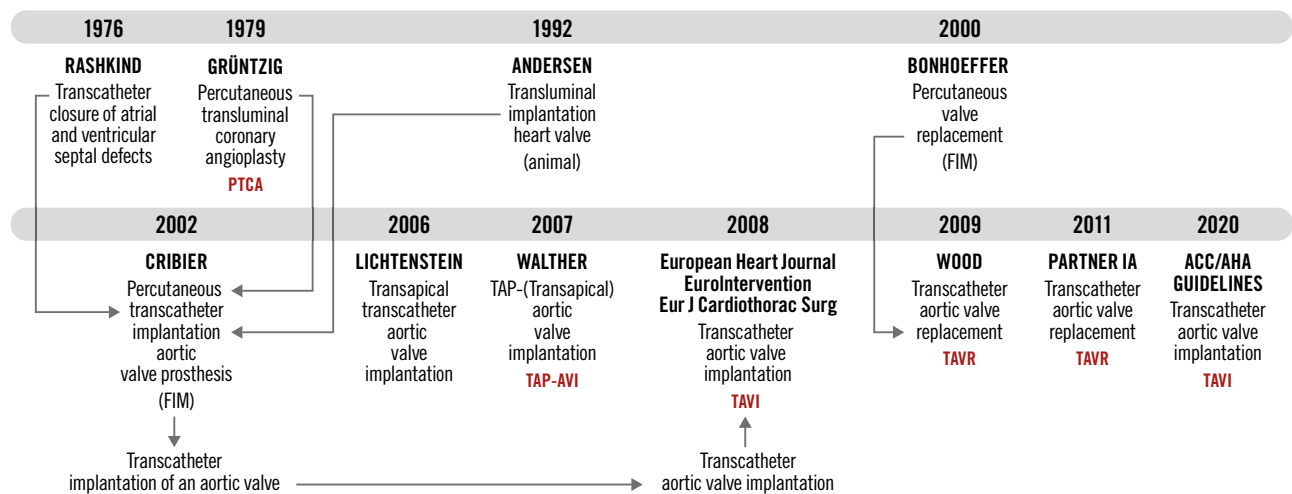 1976
1979
1992
2000
RASHKIND
Transcatheter
closure of atrial
and ventricular
septal defects
GRÜNTZIG
Percutaneous
transluminal
coronary
angioplasty
PTCA
ANDERSEN
Transluminal
implantation
heart valve
(animal)
BONHOEFFER
Percutaneous
valve
replacement
(FIM)
2002
2006
2007
2008
2009
2011
2020
CRIBIER
Percutaneous
transcatheter
implantation
aortic
valve prosthesis
(FIM)
LICHTENSTEIN
Transapical
transcatheter
aortic
valve
implantation
WALTHER
TAP-(Transapical)
aortic
valve
implantation
TAP-AVI
European Heart Journal
EuroIntervention
Eur J Cardiothorac Surg
Transcatheter
aortic valve
implantation
TAVI
WOOD
Transcatheter
aortic valve
replacement
TAVR
PARTNER IA
Transcatheter
aortic valve
replacement
TAVR
ACC/AHA
GUIDELINES
Transcatheter
aortic valve
implantation
TAVI
Transcatheter
implantation of an aortic valve
Transcatheter
aortic valve implantation